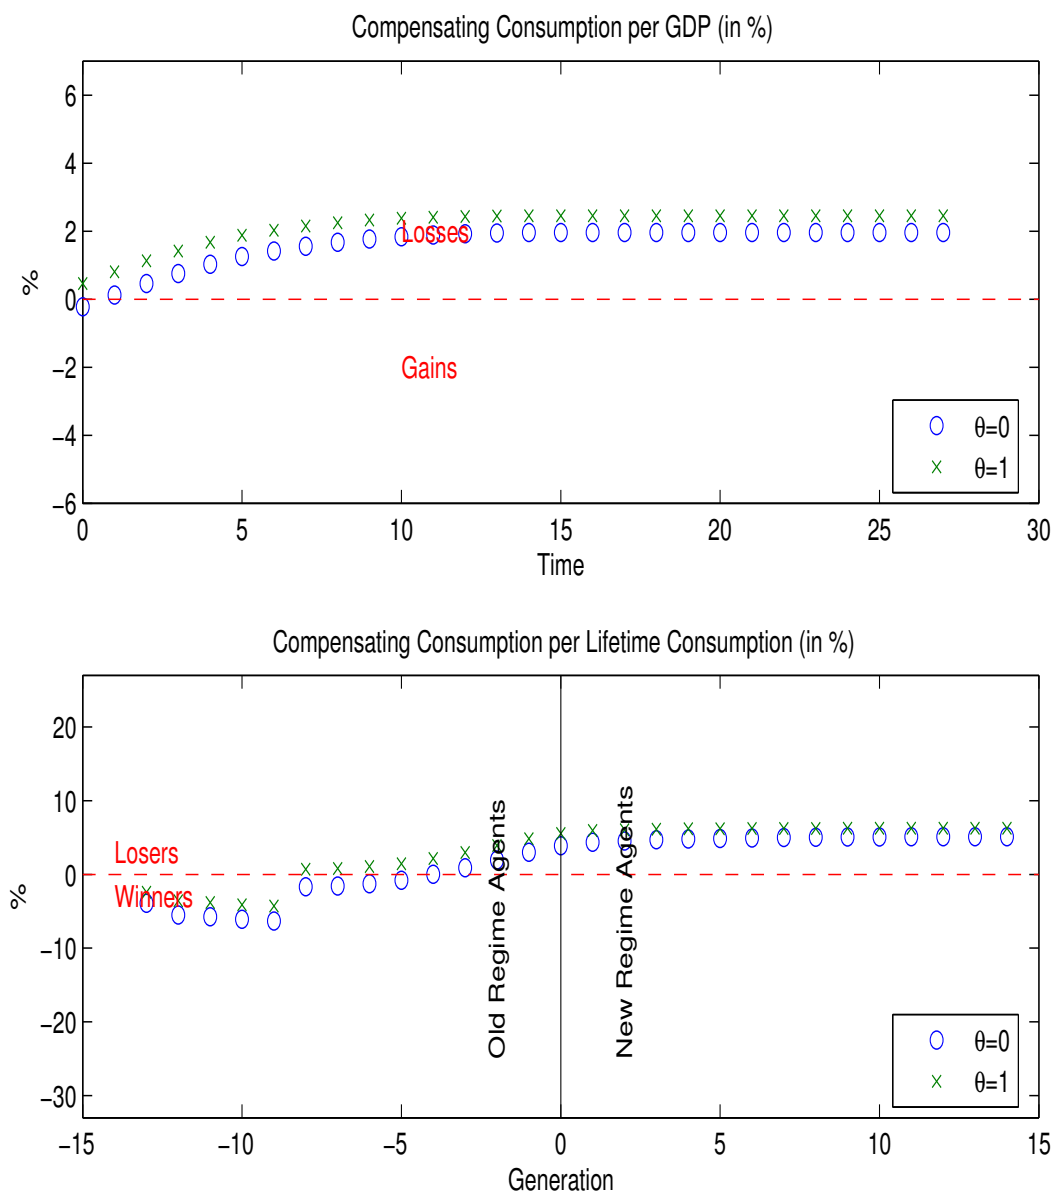 Compensating Consumption per GDP (in %)
6
4
2
0
−2
−4
−6
%
Losses
Gains
θ=0
θ=1
0 5 10 15 20 25 30
Time
Compensating Consumption per Lifetime Consumption (in %)
20
10
0
−10
−20
−30
%
Losers
Winners
Old Regime Agents
New Regime Agents
θ=0
θ=1
−15 −10 −5 0 5 10 15
Generation